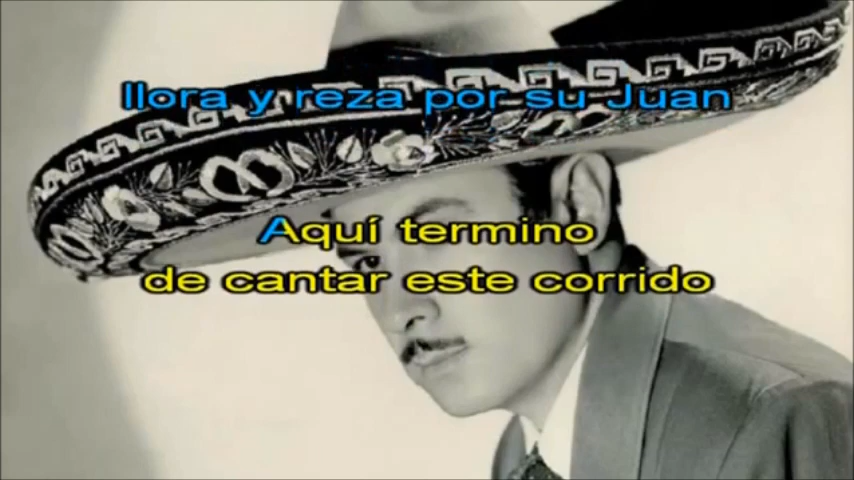 llora y reza por su Juan
Aquí termino
de cantar este corrido